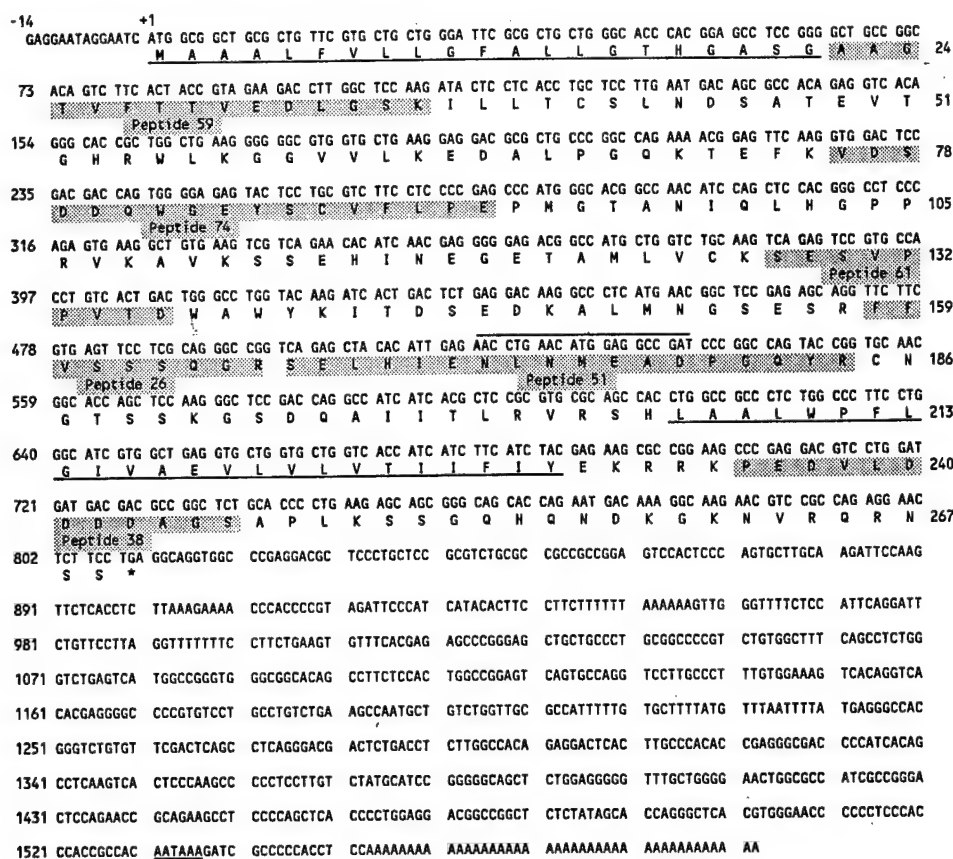 -14 +1
GAGGAATAGGAATC ATG GCG GCT GCG CTG TTC GTG CTG CTG GGA TTC GCG CTG CTG GGC ACC CAC GGA GCC TCC GGG GCT GCC GGC
M A A A L F V L L G F A L L G T H G A S G A A G 24
73 ACA GTC TTC ACT ACC GTA GAA GAC CTT GGC TCC AAG ATA CTC CTC ACC TGC TCC TTG AAT GAC AGC GCC ACA GAG GTC ACA
T V F T T V E D L G S K I L L T C S L N D S A T E V T 51
Peptide 59
154 GGG CAC CGC TGG CTG AAG GGG GGC GTG GTG CTG AAG GAG GAC GCG CTG CCC GGC CAG AAA ACG GAG TTC AAG GTG GAC TCC
G H R W L K G G V V L K E D A L P G Q K T E F K V D S 78
235 GAC GAC CAG TGG GGA GAG TAC TCC TGC GTC TTC CTC CCC GAG CCC ATG GGC ACG GCC AAC ATC CAG CTC CAC GGG CCT CCC
D D Q W G E Y S C V F L P E P M G T A N I Q L H G P P 105
Peptide 74
316 AGA GTG AAG GCT GTG AAG TCG TCA GAA CAC ATC AAC GAG GGG GAG ACG GCC ATG CTG GTC TGC AAG TCA GAG TCC GTG CCA
R V K A V K S S E H I N E G E T A M L V C K S E S V P 132
Peptide 61
397 CCT GTC ACT GAC TGG GCC TGG TAC AAG ATC ACT GAC TCT GAG GAC AAG GCC CTC ATG AAC GGC TCC GAG AGC AGG TTC TTC
P V T D W A W Y K I T D S E D K A L M N G S E S R F F 159
478 GTG AGT TCC TCG CAG GGC CGG TCA GAG CTA CAC ATT GAG AAC CTG AAC ATG GAG GCC GAT CCC GGC CAG TAC CGG TGC AAC
V S S S Q G R S E L H I E N L N M E A D P G Q Y R C N 186
Peptide 26 Peptide 51
559 GGC ACC AGC TCC AAG GGC TCC GAC CAG GCC ATC ATC ACG CTC CGC GTG CGC AGC CAC CTG GCC GCC CTC TGG CCC TTC CTG
G T S S K G S D Q A I I T L R V R S H L A A L W P F L 213
640 GGC ATC GTG GCT GAG GTG CTG GTG CTG GTC ACC ATC ATC TTC ATC TAC GAG AAG CGC CGG AAG CCC GAG GAC GTC CTG GAT
G I V A E V L V L V T I I F I Y E K R R K P E D V L D 240
721 GAT GAC GAC GCC GGC TCT GCA CCC CTG AAG AGC AGC GGG CAG CAC CAG AAT GAC AAA GGC AAG AAC GTC CGC CAG AGG AAC
D D D A G S A P L K S S G Q H Q N D K G K N V R Q R N 267
Peptide 38
802 TCT TCC TGA GGCAGGTGGC CCGAGGACGC TCCCTGCTCC GCGTCTGCGC CGCCGCCGGA GTCCACTCCC AGTGCTTGCA AGATTCCAAG
S S *
891 TTCTCACCTC TTAAAGAAAA CCCACCCCGT AGATTCCCAT CATACACTTC CTTCTTTTTT AAAAAAGTTG GGTTTTCTCC ATTCAGGATT
981 CTGTTCCTTA GGTTTTTTTC CTTCTGAAGT GTTTCACGAG AGCCCGGGAG CTGCTGCCCT GCGGCCCCGT CTGTGGCTTT CAGCCTCTGG
1071 GTCTGAGTCA TGGCCGGGTG GGCGGCACAG CCTTCTCCAC TGGCCGGAGT CAGTGCCAGG TCCTTGCCCT TTGTGGAAAG TCACAGGTCA
1161 CACGAGGGGC CCCGTGTCCT GCCTGTCTGA AGCCAATGCT GTCTGGTTGC GCCATTTTTG TGCTTTTATG TTTAATTTTA TGAGGGCCAC
1251 GGGTCTGTGT TCGACTCAGC CTCAGGGACG ACTCTGACCT CTTGGCCACA GAGGACTCAC TTGCCCACAC CGAGGGCGAC CCCATCACAG
1341 CCTCAAGTCA CTCCCAAGCC CCCTCCTTGT CTATGCATCC GGGGGCAGCT CTGGAGGGGG TTTGCTGGGG AACTGGCGCC ATCGCCGGGA
1431 CTCCAGAACC GCAGAAGCCT CCCCAGCTCA CCCCTGGAGG ACGGCCGGCT CTCTATAGCA CCAGGGCTCA CGTGGGAACC CCCCTCCCAC
1521 CCACCGCCAC AATAAAGATC GCCCCCACCT CCAAAAAAAA AAAAAAAAAA AAAAAAAAAA AAAAAAAAAA AA